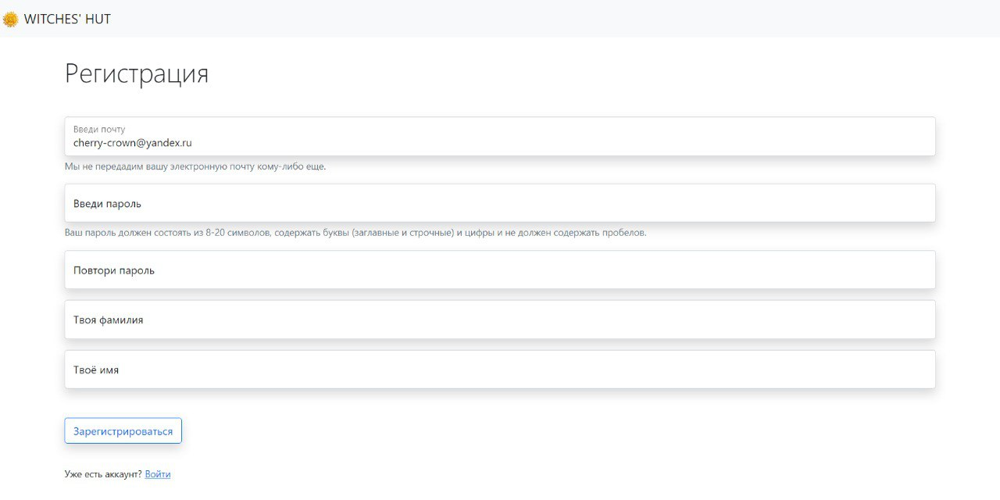 WITCHES' HUT
Регистрация
Введи почту
cherry-crown@yandex.ru
Мы не передадим вашу электронную почту кому-либо еще.
Введи пароль
Ваш пароль должен состоять из 8-20 символов, содержать буквы (заглавные и строчные) и цифры и не должен содержать пробелов.
Повтори пароль
Твоя фамилия
Твоё имя
Зарегистрироваться
Уже есть аккаунт? Войти